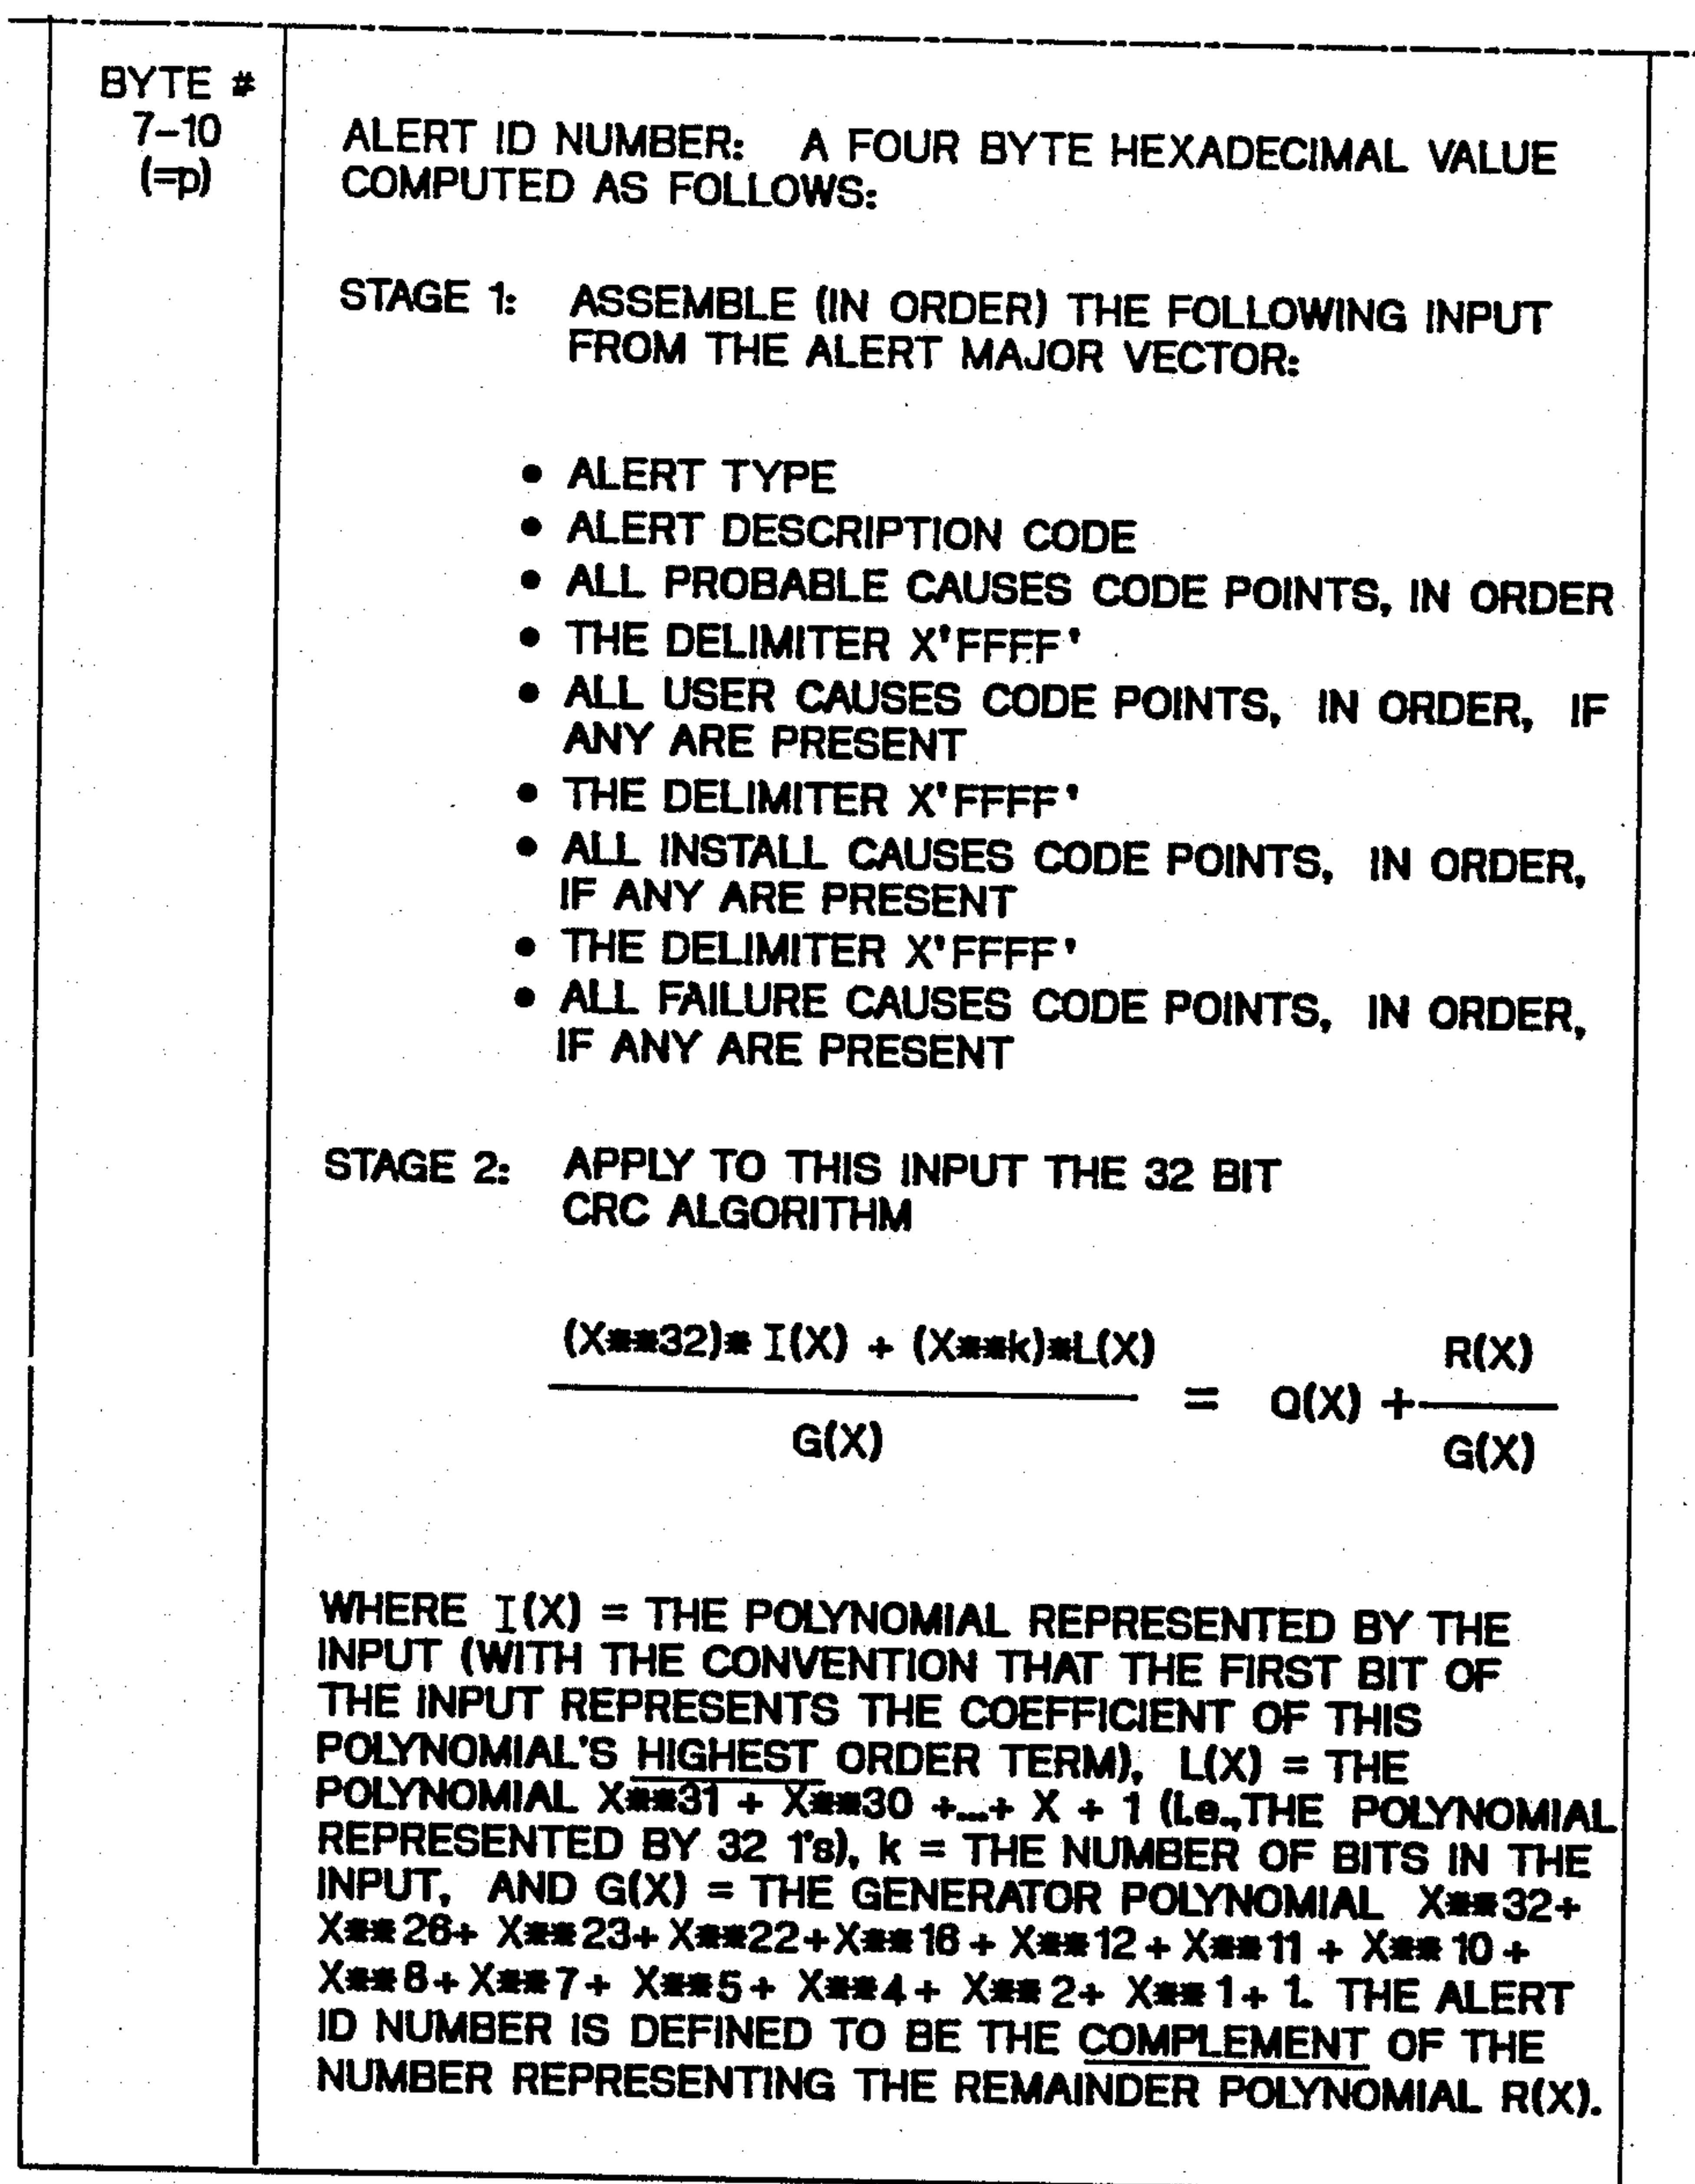 BYTE #
7-10
(=p)
ALERT ID NUMBER: A FOUR BYTE HEXADECIMAL VALUE
COMPUTED AS FOLLOWS:
STAGE 1: ASSEMBLE (IN ORDER) THE FOLLOWING INPUT
FROM THE ALERT MAJOR VECTOR:
• ALERT TYPE
• ALERT DESCRIPTION CODE
• ALL PROBABLE CAUSES CODE POINTS, IN ORDER
• THE DELIMITER X'FFFF'
• ALL USER CAUSES CODE POINTS, IN ORDER, IF
ANY ARE PRESENT
• THE DELIMITER X'FFFF'
• ALL INSTALL CAUSES CODE POINTS, IN ORDER,
IF ANY ARE PRESENT
• THE DELIMITER X'FFFF'
• ALL FAILURE CAUSES CODE POINTS, IN ORDER,
IF ANY ARE PRESENT
STAGE 2: APPLY TO THIS INPUT THE 32 BIT
CRC ALGORITHM
(X**32)* I(X) + (X**k)*L(X)
G(X)
= Q(X) +
R(X)
G(X)
WHERE I(X) = THE POLYNOMIAL REPRESENTED BY THE
INPUT (WITH THE CONVENTION THAT THE FIRST BIT OF
THE INPUT REPRESENTS THE COEFFICIENT OF THIS
POLYNOMIAL'S HIGHEST ORDER TERM), L(X) = THE
POLYNOMIAL X**31 + X**30 +...+ X + 1 (i.e.,THE POLYNOMIAL
REPRESENTED BY 32 1's), k = THE NUMBER OF BITS IN THE
INPUT, AND G(X) = THE GENERATOR POLYNOMIAL X**32+
X**26+ X**23+ X**22+X**16 + X**12 + X**11 + X**10 +
X**8+X**7+ X**5+ X**4+ X**2+ X**1+ 1. THE ALERT
ID NUMBER IS DEFINED TO BE THE COMPLEMENT OF THE
NUMBER REPRESENTING THE REMAINDER POLYNOMIAL R(X).